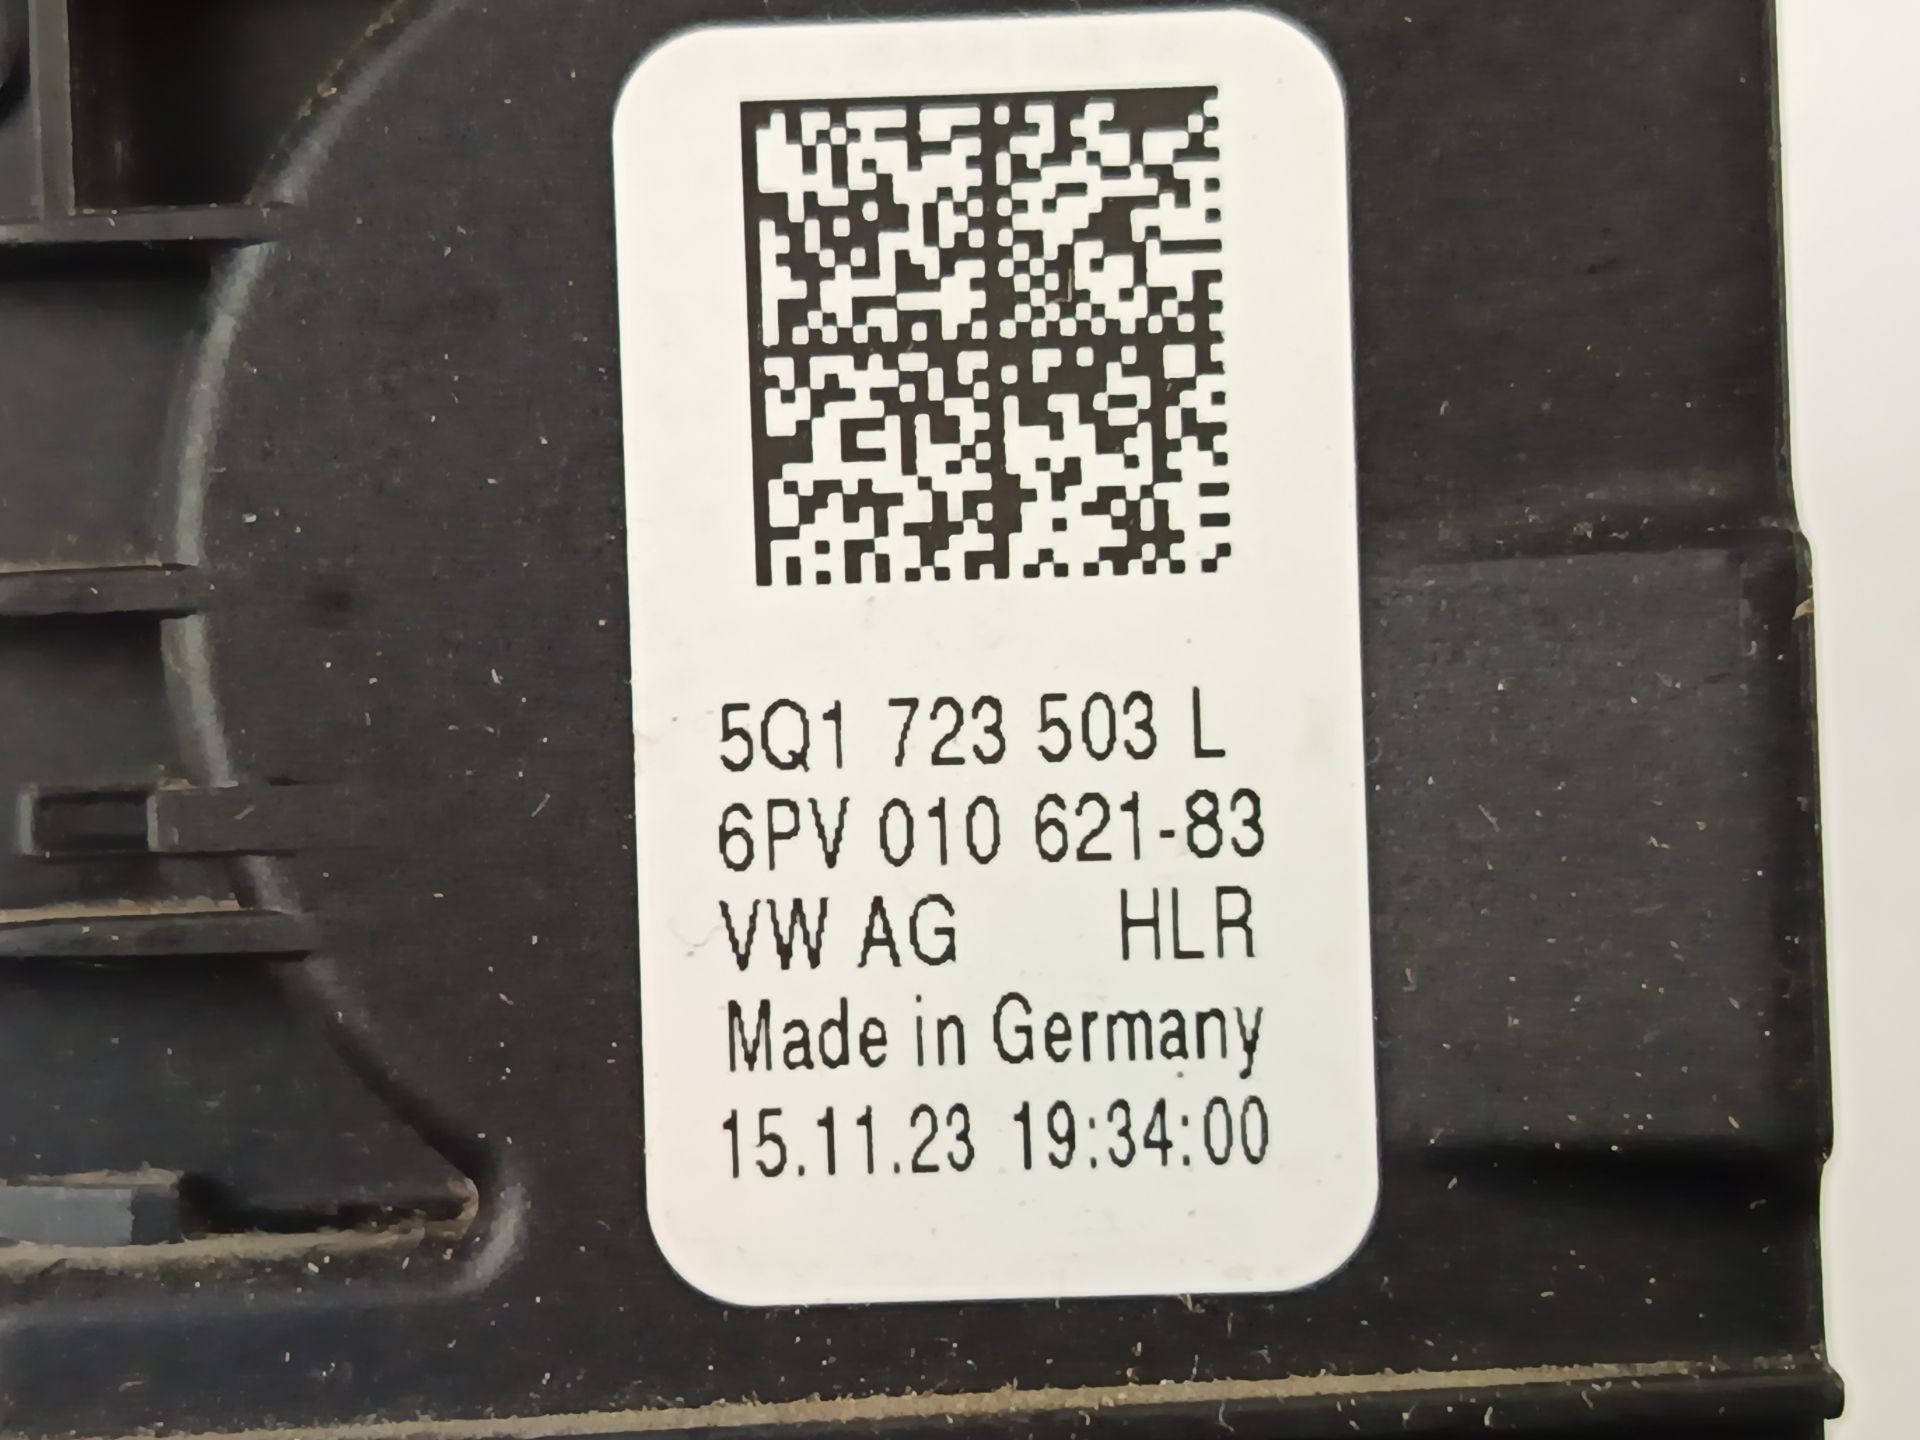 5Q1 723 503 L
6PV 010 621-83
VW AG HLR
Made in Germany
15.11.23 19:34:00